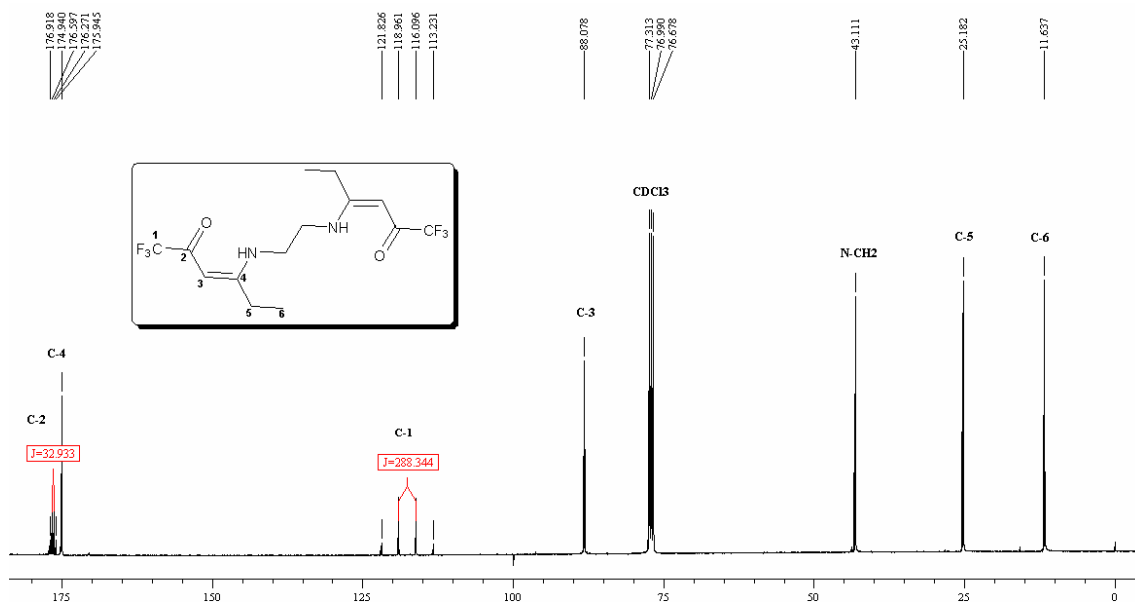 176.918
174.940
176.597
176.271
175.945
121.826
118.961
116.096
113.231
88.078
77.313
76.990
76.678
43.111
25.182
11.637
F3C
1
2
O
3
4
HN
5
6
NH
O
CF3
CDCl3
N-CH2
C-5
C-6
C-3
C-4
C-2
J=32.933
C-1
J=288.344
175
150
125
100
75
50
25
0